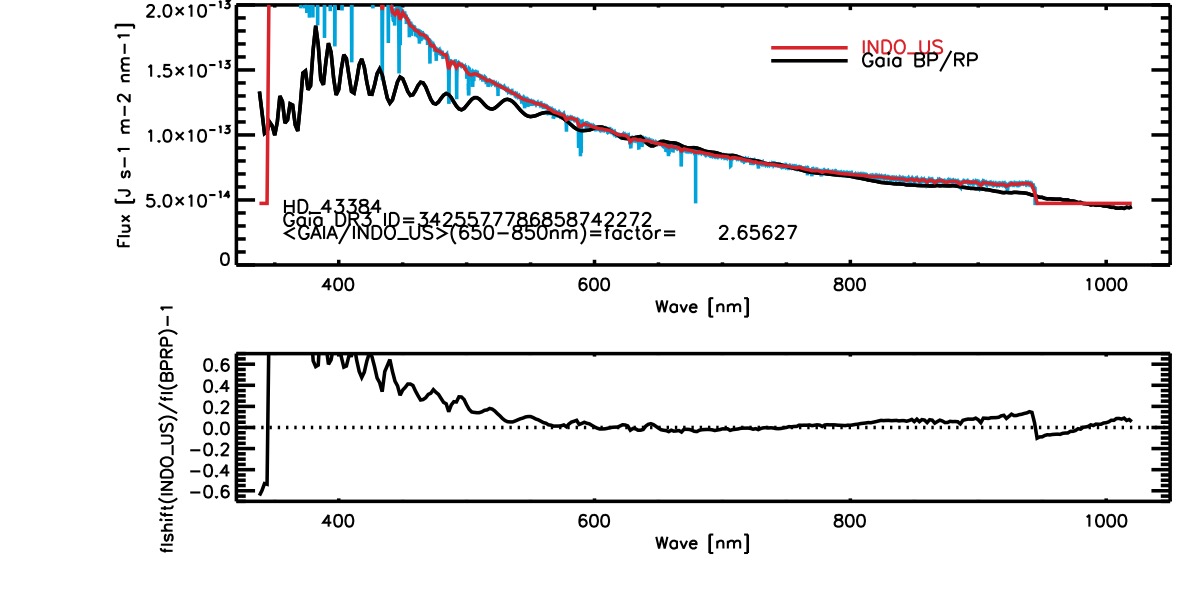 2.0×10−13
1.5×10−13
1.0×10−13
5.0×10−14
0
Flux [J s−1 m−2 nm−1]
INDO_US
Gaia BP/RP
HD_43384
Gaia DR3 ID=3425577786858742272
<GAIA/INDO_US>(650−850nm)=factor= 2.65627
400 600 800 1000
Wave [nm]
flshift(INDO_US)/fl(BPRP)−1
0.6
0.4
0.2
0.0
−0.2
−0.4
−0.6
400 600 800 1000
Wave [nm]